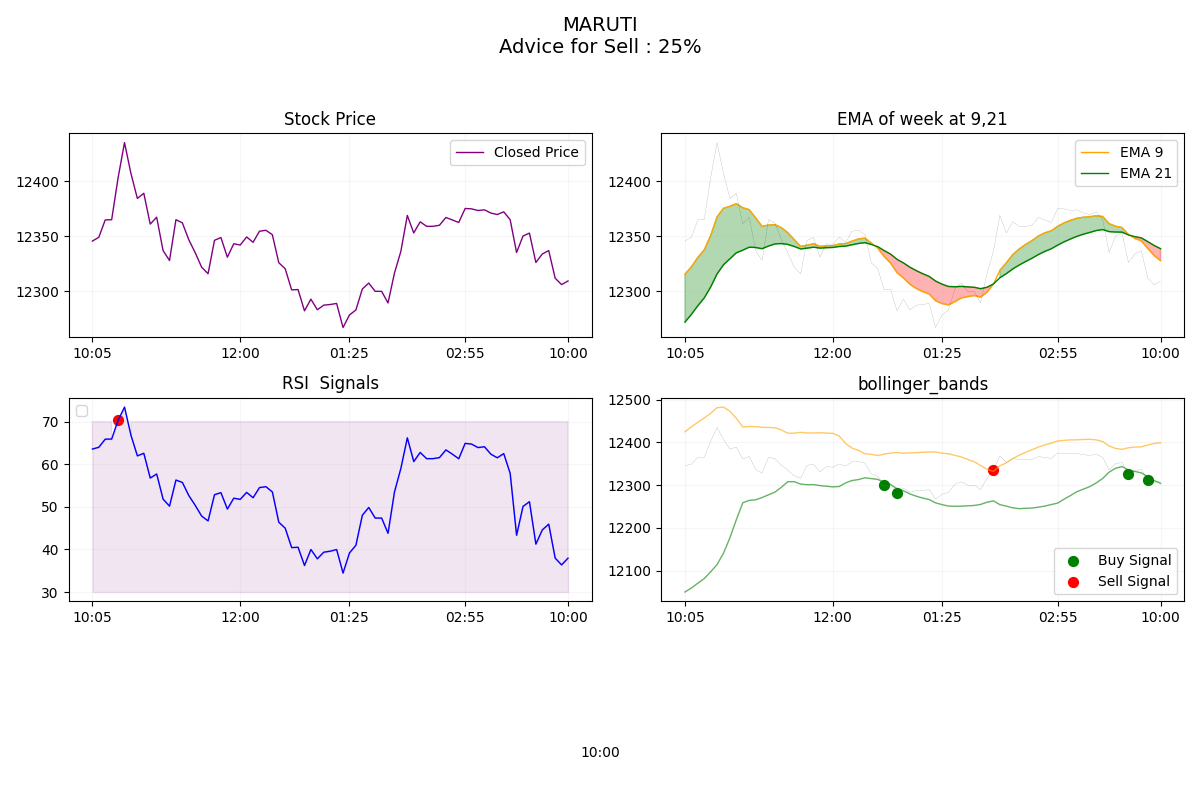 MARUTI
Advice for Sell : 25%
Stock Price
Closed Price
12400
12350
12300
10:05 12:00 01:25 02:55 10:00
EMA of week at 9,21
EMA 9
EMA 21
12400
12350
12300
10:05 12:00 01:25 02:55 10:00
RSI  Signals
70
60
50
40
30
10:05 12:00 01:25 02:55 10:00
bollinger_bands
12500
12400
12300
12200
12100
Buy Signal
Sell Signal
10:05 12:00 01:25 02:55 10:00
10:00